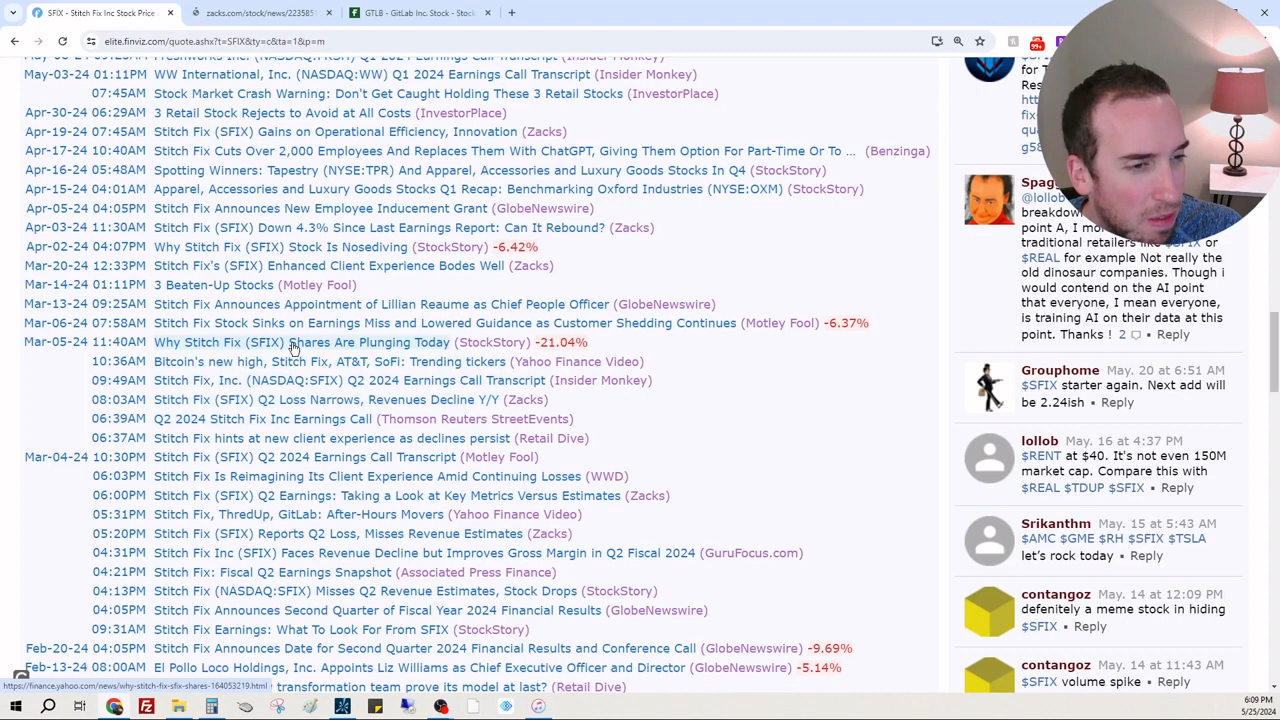 SFIX - Stitch Fix Inc Stock Price
zacks.com/stock/news/223585
GTLB - GitLab Inc. Stock - Stock
elite.finviz.com/quote.ashx?t=SFIX&ty=c&ta=1&p=m
99+
May-03-24 01:11PM WW International, Inc. (NASDAQ:WW) Q1 2024 Earnings Call Transcript (Insider Monkey)
07:45AM Stock Market Crash Warning: Don't Get Caught Holding These 3 Retail Stocks (InvestorPlace)
Apr-30-24 06:29AM 3 Retail Stock Rejects to Avoid at All Costs (InvestorPlace)
Apr-19-24 07:45AM Stitch Fix (SFIX) Gains on Operational Efficiency, Innovation (Zacks)
Apr-17-24 10:40AM Stitch Fix Cuts Over 2,000 Employees And Replaces Them With ChatGPT, Giving Them Option For Part-Time Or To ... (Benzinga)
Apr-16-24 05:48AM Spotting Winners: Tapestry (NYSE:TPR) And Apparel, Accessories and Luxury Goods Stocks In Q4 (StockStory)
Apr-15-24 04:01AM Apparel, Accessories and Luxury Goods Stocks Q1 Recap: Benchmarking Oxford Industries (NYSE:OXM) (StockStory)
Apr-05-24 04:05PM Stitch Fix Announces New Employee Inducement Grant (GlobeNewswire)
Apr-03-24 11:30AM Stitch Fix (SFIX) Down 4.3% Since Last Earnings Report: Can It Rebound? (Zacks)
Apr-02-24 04:07PM Why Stitch Fix (SFIX) Stock Is Nosediving (StockStory) -6.42%
Mar-20-24 12:33PM Stitch Fix's (SFIX) Enhanced Client Experience Bodes Well (Zacks)
Mar-14-24 01:11PM 3 Beaten-Up Stocks (Motley Fool)
Mar-13-24 09:25AM Stitch Fix Announces Appointment of Lillian Reaume as Chief People Officer (GlobeNewswire)
Mar-06-24 07:58AM Stitch Fix Stock Sinks on Earnings Miss and Lowered Guidance as Customer Shedding Continues (Motley Fool) -6.37%
Mar-05-24 11:40AM Why Stitch Fix (SFIX) Shares Are Plunging Today (StockStory) -21.04%
10:36AM Bitcoin's new high, Stitch Fix, AT&T, SoFi: Trending tickers (Yahoo Finance Video)
09:49AM Stitch Fix, Inc. (NASDAQ:SFIX) Q2 2024 Earnings Call Transcript (Insider Monkey)
08:03AM Stitch Fix (SFIX) Q2 Loss Narrows, Revenues Decline Y/Y (Zacks)
06:39AM Q2 2024 Stitch Fix Inc Earnings Call (Thomson Reuters StreetEvents)
06:37AM Stitch Fix hints at new client experience as declines persist (Retail Dive)
Mar-04-24 10:30PM Stitch Fix (SFIX) Q2 2024 Earnings Call Transcript (Motley Fool)
06:03PM Stitch Fix Is Reimagining Its Client Experience Amid Continuing Losses (WWD)
06:00PM Stitch Fix (SFIX) Q2 Earnings: Taking a Look at Key Metrics Versus Estimates (Zacks)
05:31PM Stitch Fix, ThredUp, GitLab: After-Hours Movers (Yahoo Finance Video)
05:20PM Stitch Fix (SFIX) Reports Q2 Loss, Misses Revenue Estimates (Zacks)
04:31PM Stitch Fix Inc (SFIX) Faces Revenue Decline but Improves Gross Margin in Q2 Fiscal 2024 (GuruFocus.com)
04:21PM Stitch Fix: Fiscal Q2 Earnings Snapshot (Associated Press Finance)
04:13PM Stitch Fix (NASDAQ:SFIX) Misses Q2 Revenue Estimates, Stock Drops (StockStory)
04:05PM Stitch Fix Announces Second Quarter of Fiscal Year 2024 Financial Results (GlobeNewswire)
09:31AM Stitch Fix Earnings: What To Look For From SFIX (StockStory)
Feb-20-24 04:05PM Stitch Fix Announces Date for Second Quarter 2024 Financial Results and Conference Call (GlobeNewswire) -9.69%
Feb-13-24 08:00AM El Pollo Loco Holdings, Inc. Appoints Liz Williams as Chief Executive Officer and Director (GlobeNewswire) -5.14%
transformation team prove its model at last? (Retail Dive)
https://finance.yahoo.com/news/why-stitch-fix-sfix-shares-164053219.html
for T
Res
fix-
qua
g58
Spagg
@lollob
breakdow
point A, I mor
traditional retailers like $SFIX or
$REAL for example Not really the
old dinosaur companies. Though i
would contend on the AI point
that everyone, I mean everyone,
is training AI on their data at this
point. Thanks ! 2 • Reply
Grouphome May. 20 at 6:51 AM
$SFIX starter again. Next add will
be 2.24ish • Reply
lollob May. 16 at 4:37 PM
$RENT at $40. It's not even 150M
market cap. Compare this with
$REAL $TDUP $SFIX • Reply
Srikanthm May. 15 at 5:43 AM
$AMC $GME $RH $SFIX $TSLA
let's rock today • Reply
contangoz May. 14 at 12:09 PM
defenitely a meme stock in hiding
$SFIX • Reply
contangoz May. 14 at 11:43 AM
$SFIX volume spike • Reply
6:09 PM
5/25/2024